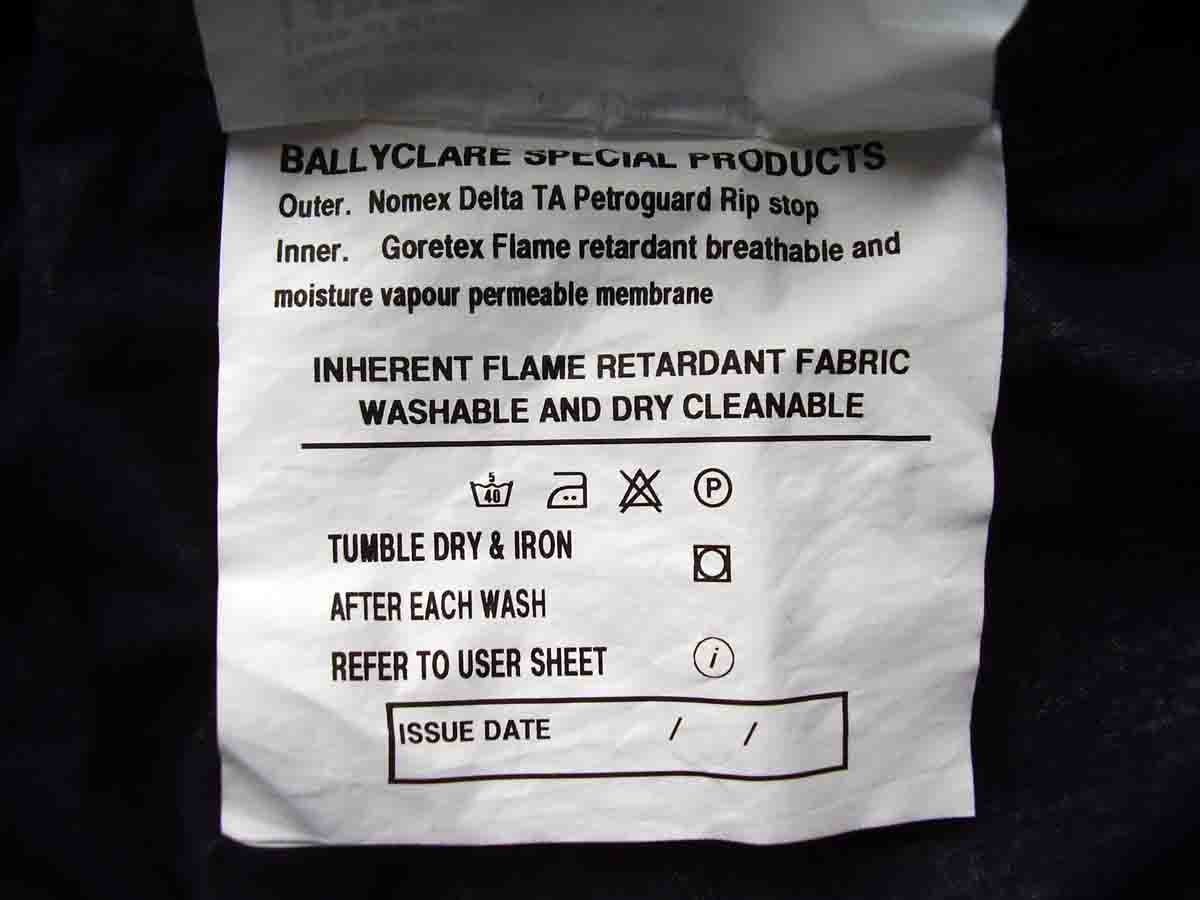 BALLYCLARE SPECIAL PRODUCTS
Outer. Nomex Delta TA Petroguard Rip stop
Inner. Goretex Flame retardant breathable and
moisture vapour permeable membrane
INHERENT FLAME RETARDANT FABRIC
WASHABLE AND DRY CLEANABLE
5
40 P
TUMBLE DRY & IRON
AFTER EACH WASH
REFER TO USER SHEET i
ISSUE DATE / /